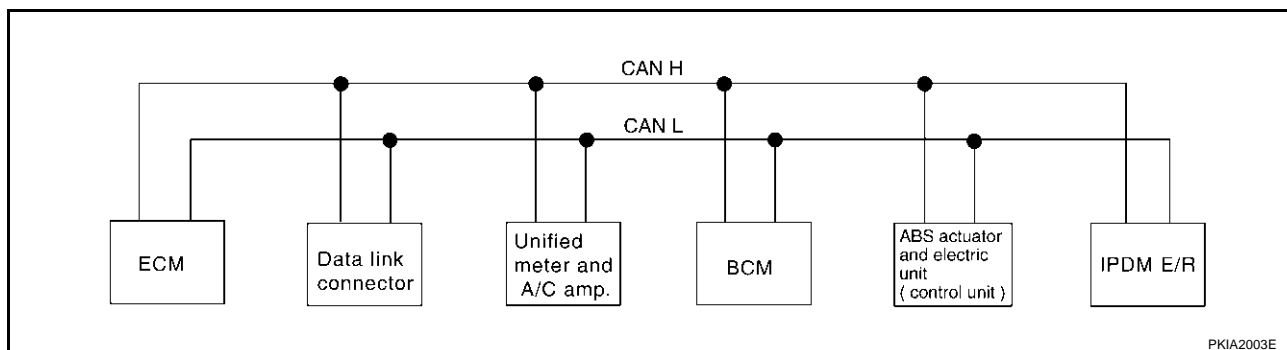 CAN H
CAN L
ECM
Data link
connector
Unified
meter and
A/C amp.
BCM
ABS actuator
and electric
unit
( control unit )
IPDM E/R
PKIA2003E